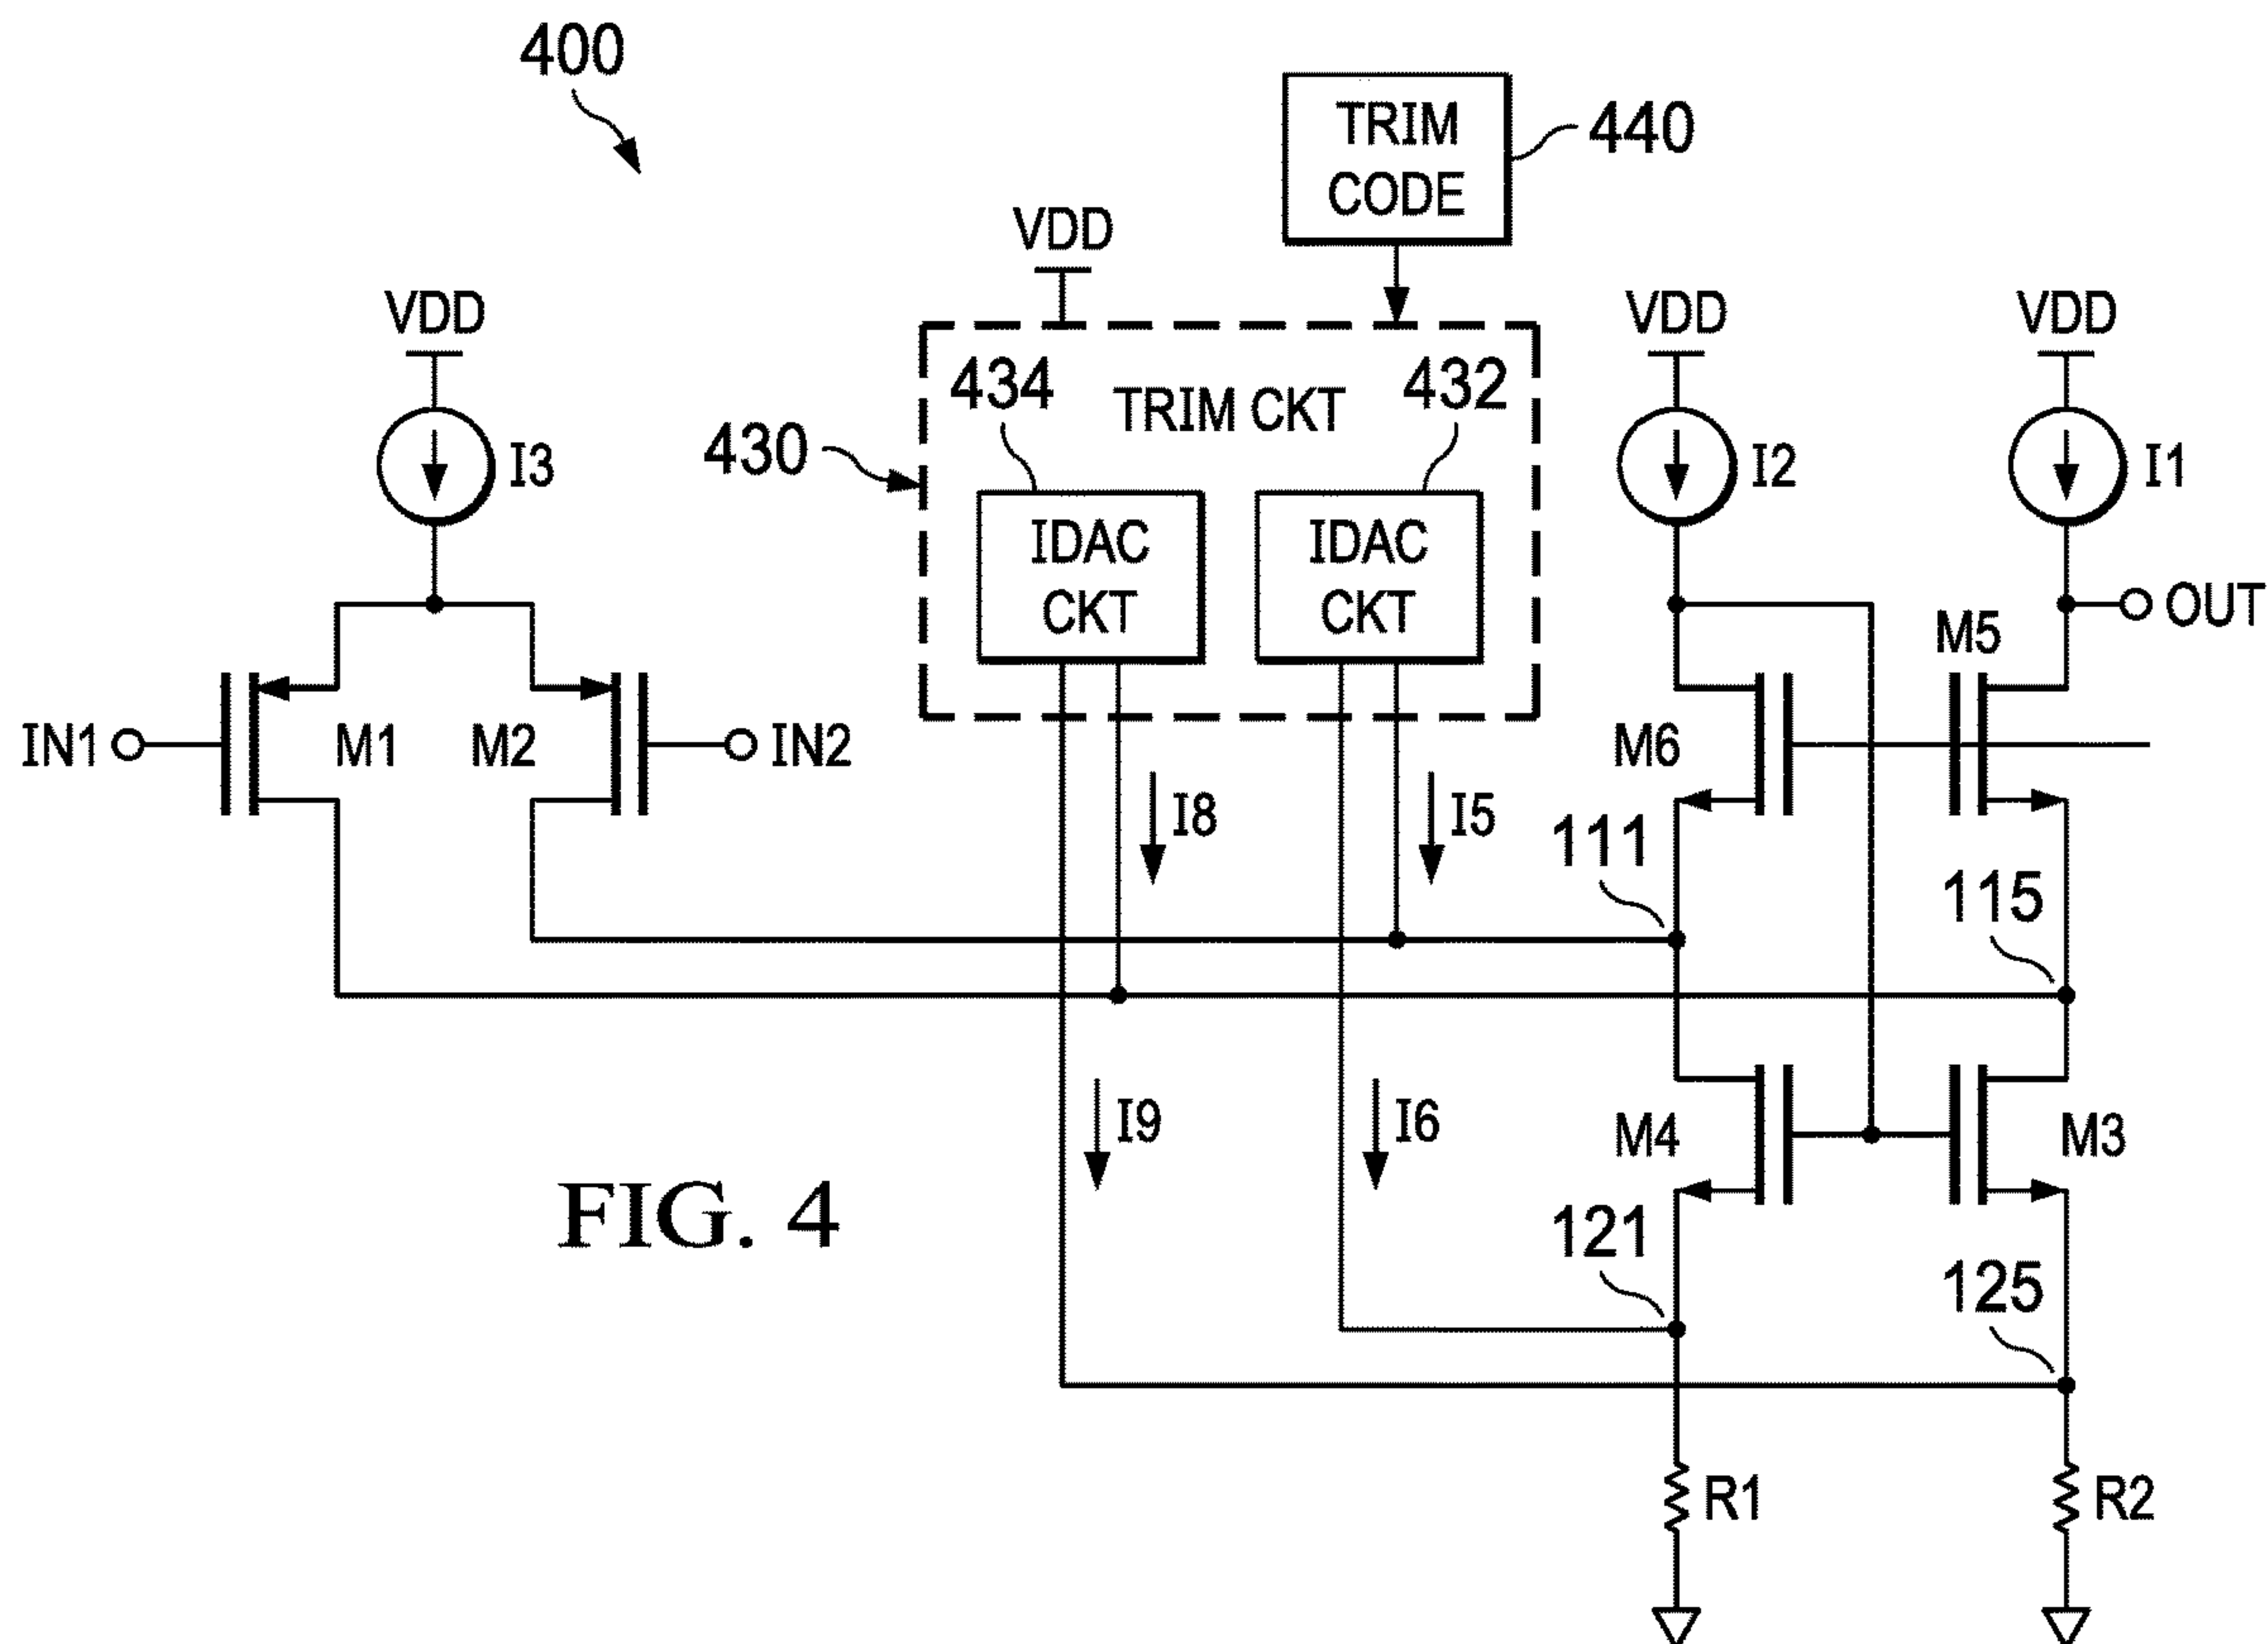 400
TRIM
CODE
440
VDD
VDD
VDD
VDD
434
TRIM CKT
432
430
I3
I2
I1
IDAC
CKT
IDAC
CKT
OUT
M5
IN1
M1
M2
IN2
M6
I8
I5
111
115
I9
I6
M4
M3
FIG. 4
121
125
R1
R2